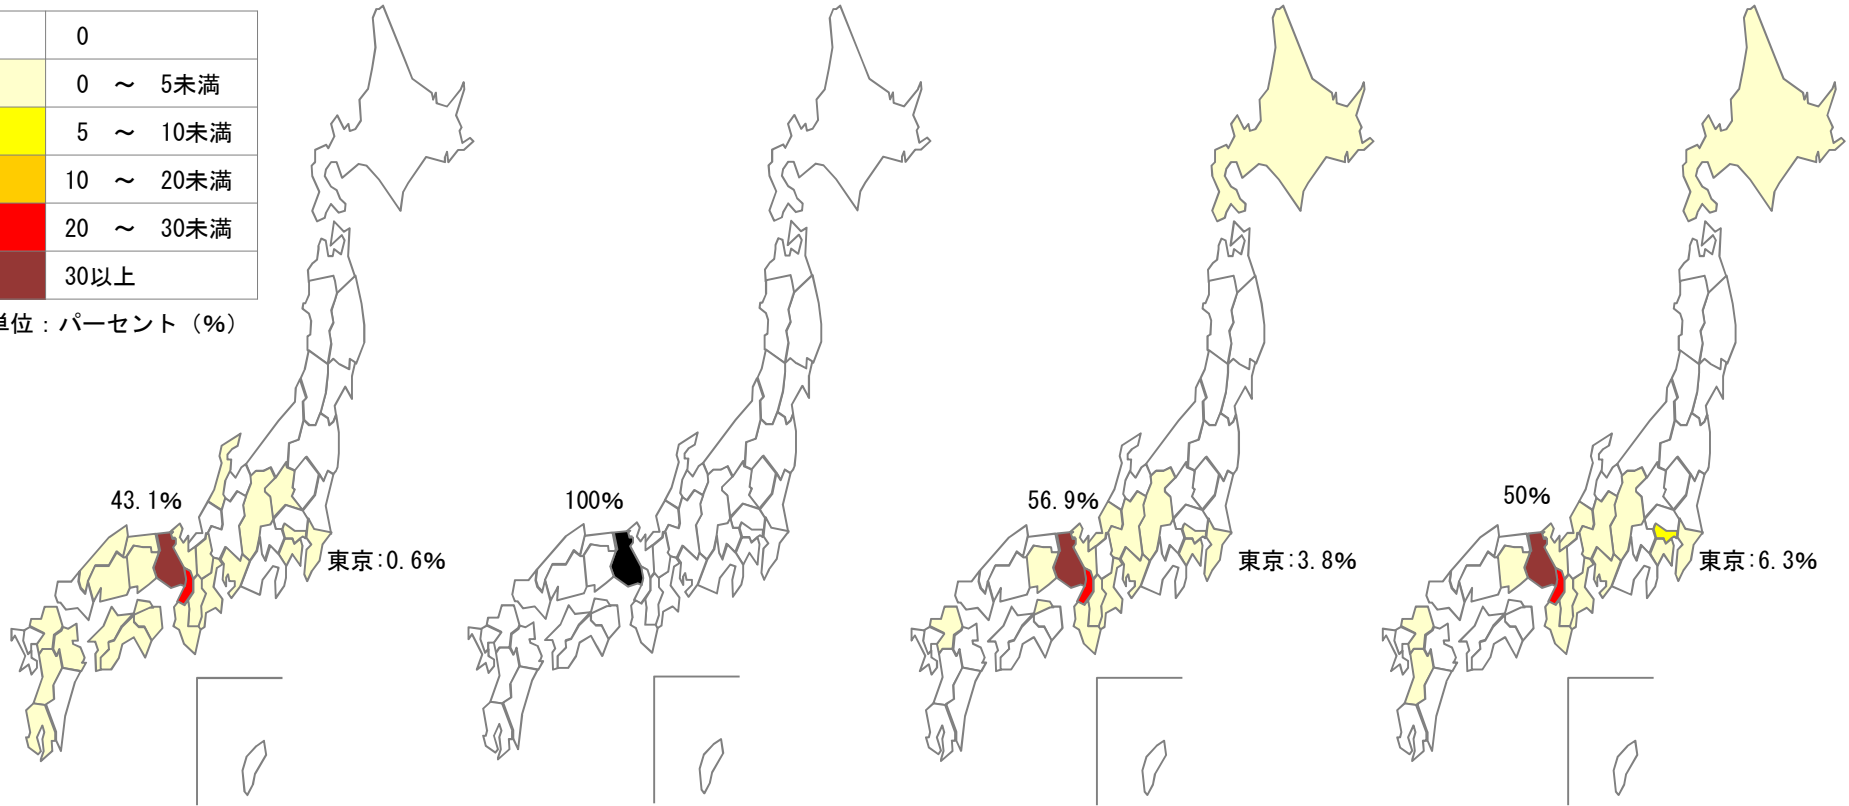 0
0 ～ 5未満
5 ～ 10未満
10 ～ 20未満
20 ～ 30未満
30以上
単位：パーセント（%）
43.1%
東京:0.6%
100%
56.9%
東京:3.8%
50%
東京:6.3%